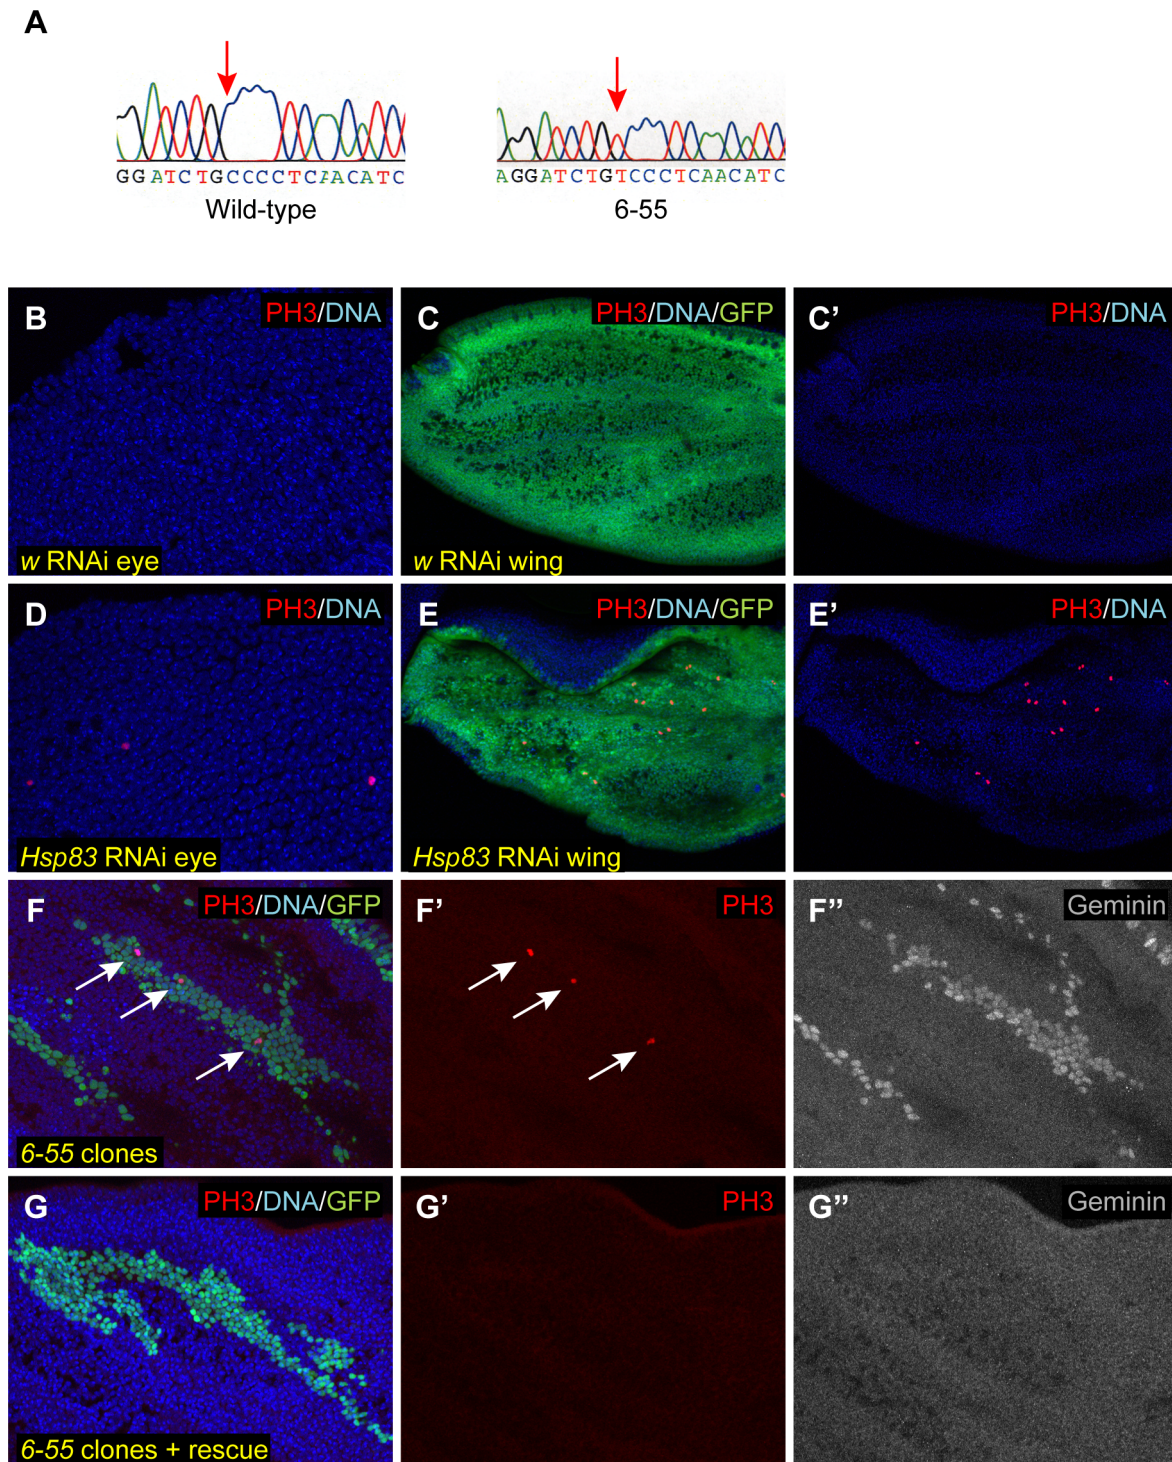 A
GGATCTGCCCCTCAACATC
AGGATCTGTCCCTCAACATC
Wild-type
6-55
B
PH3/DNA
w RNAi eye
C
PH3/DNA/GFP
w RNAi wing
C'
PH3/DNA
D
PH3/DNA
Hsp83 RNAi eye
E
PH3/DNA/GFP
Hsp83 RNAi wing
E'
PH3/DNA
F
PH3/DNA/GFP
6-55 clones
F'
PH3
F"
Geminin
G
PH3/DNA/GFP
6-55 clones + rescue
G'
PH3
G"
Geminin